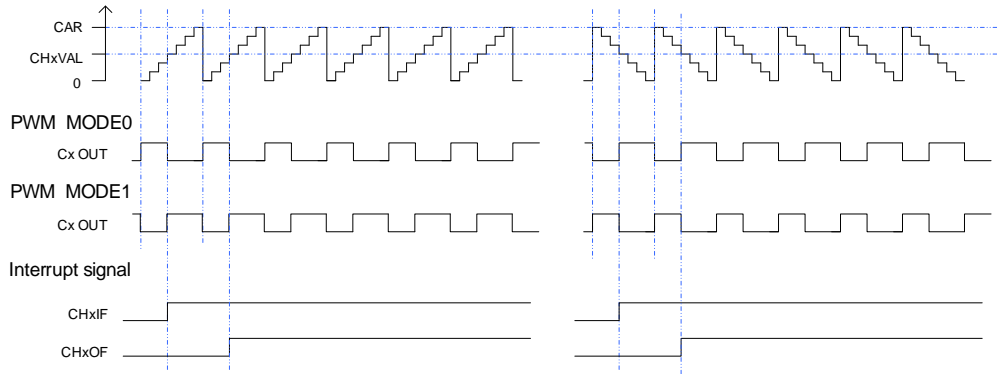 CAR
CHxVAL
0
PWM MODE0
Cx OUT
PWM MODE1
Cx OUT
Interrupt signal
CHxIF
CHxOF